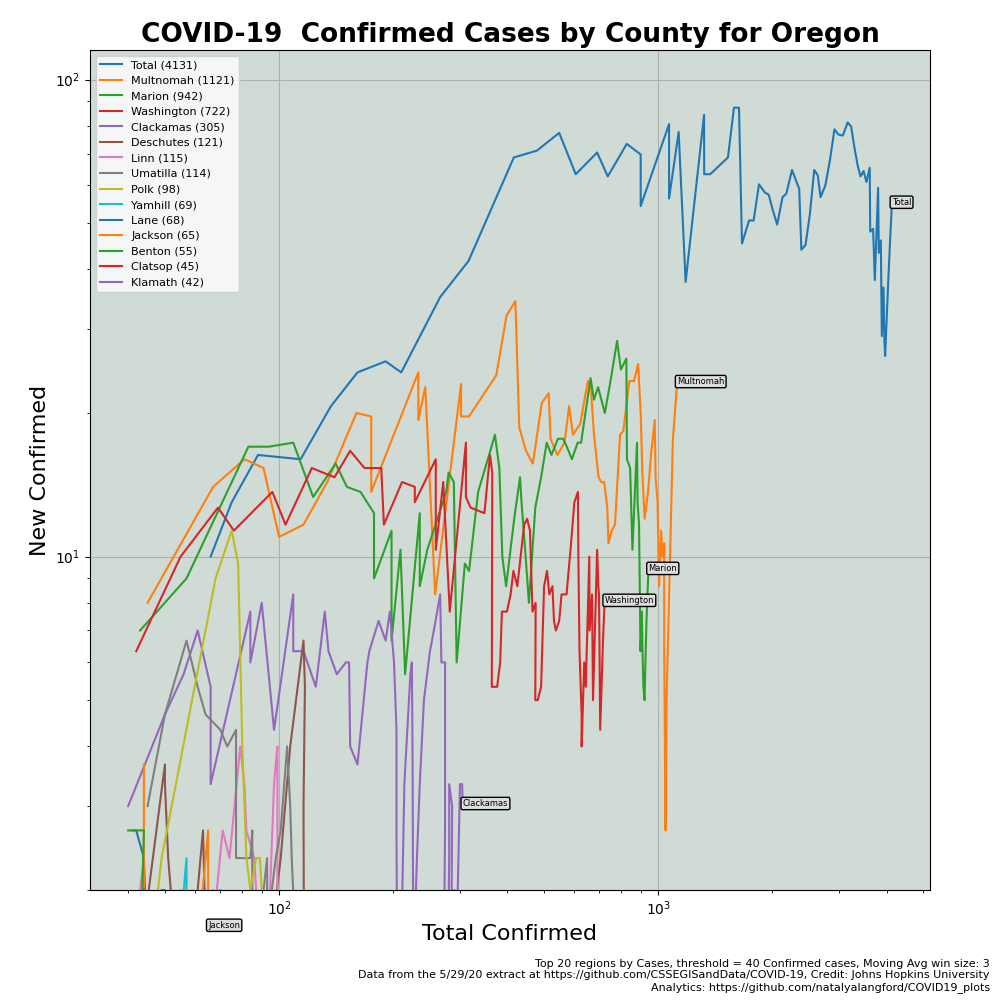 COVID-19  Confirmed Cases by County for Oregon
Total (4131)
Multnomah (1121)
Marion (942)
Washington (722)
Clackamas (305)
Deschutes (121)
Linn (115)
Umatilla (114)
Polk (98)
Yamhill (69)
Lane (68)
Jackson (65)
Benton (55)
Clatsop (45)
Klamath (42)
10²
10¹
New Confirmed
Total
Multnomah
Marion
Washington
Clackamas
Jackson
10²
10³
Total Confirmed
Top 20 regions by Cases, threshold = 40 Confirmed cases, Moving Avg win size: 3
Data from the 5/29/20 extract at https://github.com/CSSEGISandData/COVID-19, Credit: Johns Hopkins University
Analytics: https://github.com/natalyalangford/COVID19_plots